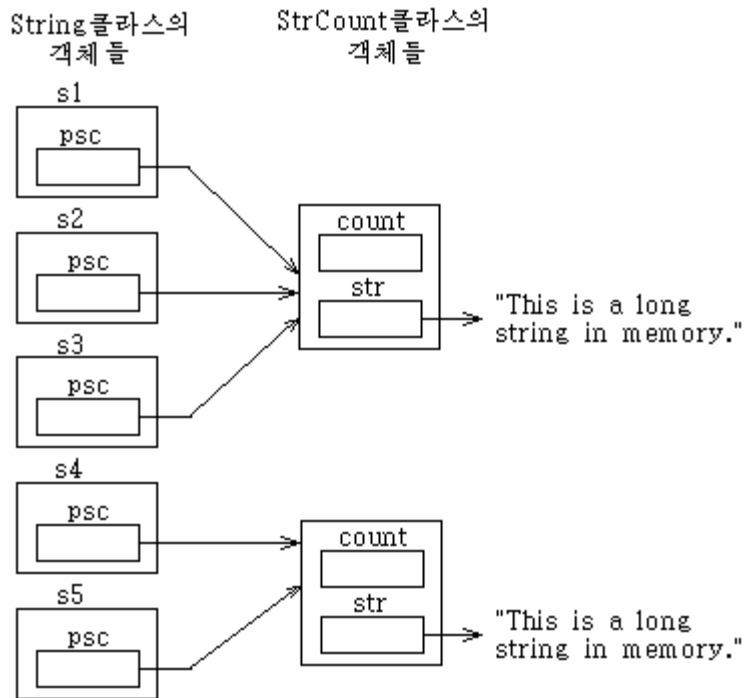 String클라스의
객체들
StrCount클라스의
객체들
s1
psc
s2
psc
s3
psc
count
str
"This is a long
string in memory."
s4
psc
s5
psc
count
str
"This is a long
string in memory."